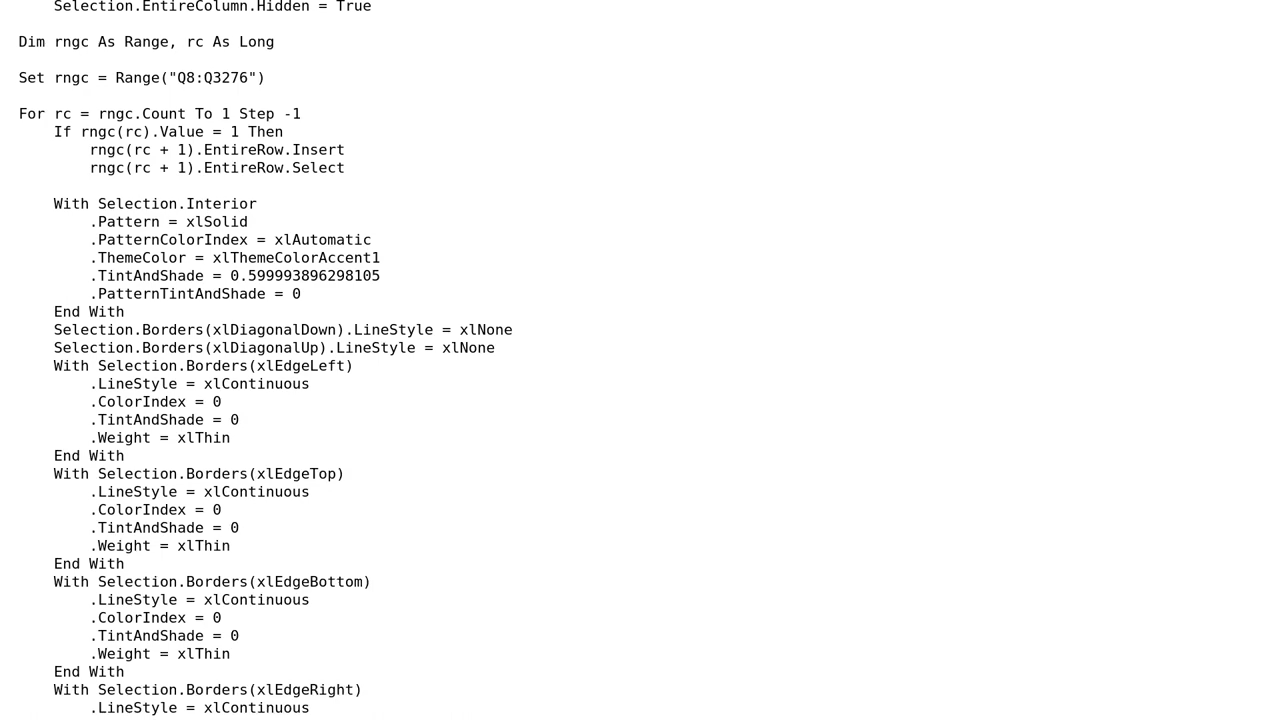 Selection.EntireColumn.Hidden = True
Dim rngc As Range, rc As Long
Set rngc = Range("Q8:Q3276")
For rc = rngc.Count To 1 Step -1
If rngc(rc).Value = 1 Then
rngc(rc + 1).EntireRow.Insert
rngc(rc + 1).EntireRow.Select
With Selection.Interior
.Pattern = xlSolid
.PatternColorIndex = xlAutomatic
.ThemeColor = xlThemeColorAccent1
.TintAndShade = 0.599993896298105
.PatternTintAndShade = 0
End With
Selection.Borders(xlDiagonalDown).LineStyle = xlNone
Selection.Borders(xlDiagonalUp).LineStyle = xlNone
With Selection.Borders(xlEdgeLeft)
.LineStyle = xlContinuous
.ColorIndex = 0
.TintAndShade = 0
.Weight = xlThin
End With
With Selection.Borders(xlEdgeTop)
.LineStyle = xlContinuous
.ColorIndex = 0
.TintAndShade = 0
.Weight = xlThin
End With
With Selection.Borders(xlEdgeBottom)
.LineStyle = xlContinuous
.ColorIndex = 0
.TintAndShade = 0
.Weight = xlThin
End With
With Selection.Borders(xlEdgeRight)
.LineStyle = xlContinuous